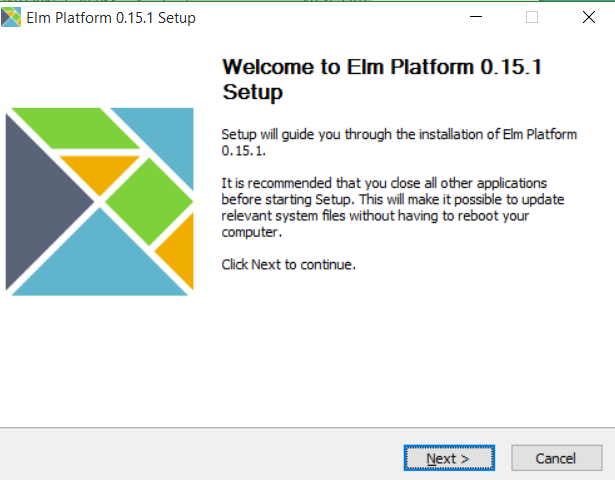 Elm Platform 0.15.1 Setup
Welcome to Elm Platform 0.15.1
Setup
Setup will guide you through the installation of Elm Platform
0.15.1.
It is recommended that you close all other applications
before starting Setup. This will make it possible to update
relevant system files without having to reboot your
computer.
Click Next to continue.
Next >
Cancel